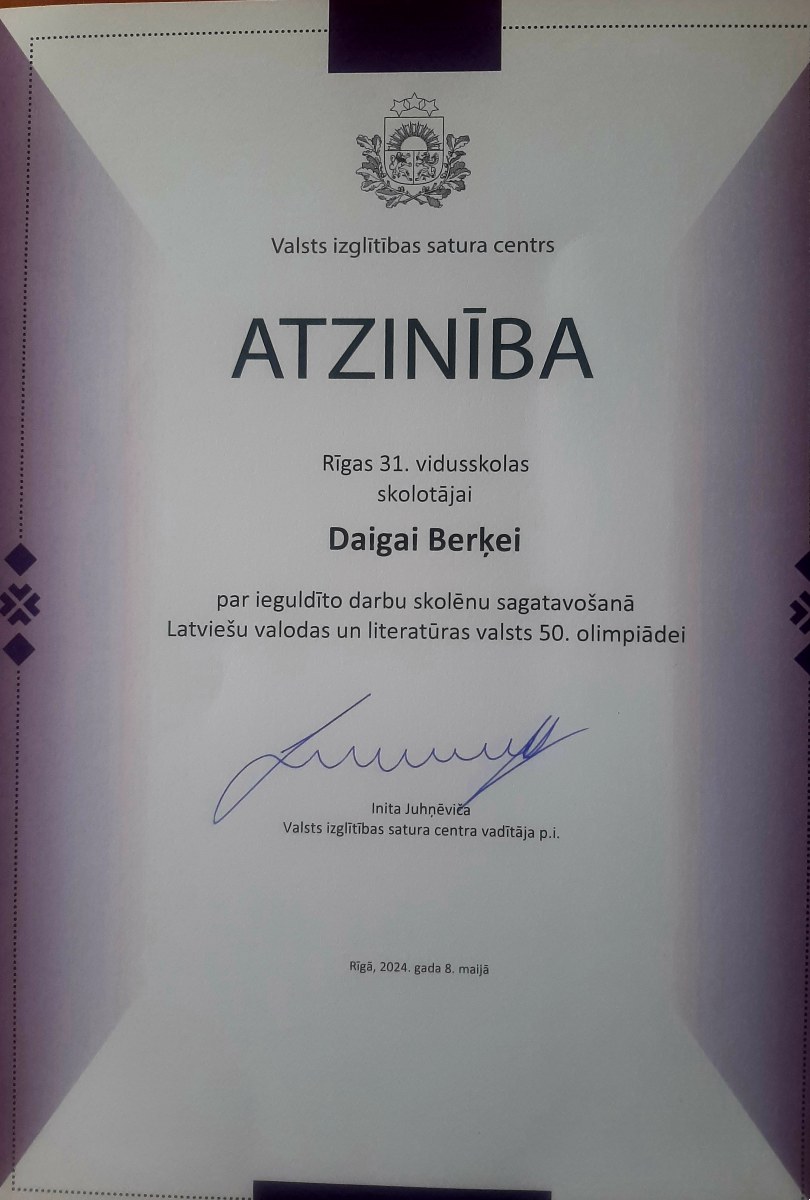 Valsts izglītības satura centrs
ATZINĪBA
Rīgas 31. vidusskolas
skolotājai
Daigai Berķei
par ieguldīto darbu skolēnu sagatavošanā
Latviešu valodas un literatūras valsts 50. olimpiādei
Inita Juhņēviča
Valsts izglītības satura centra vadītāja p.i.
Rīgā, 2024. gada 8. maijā